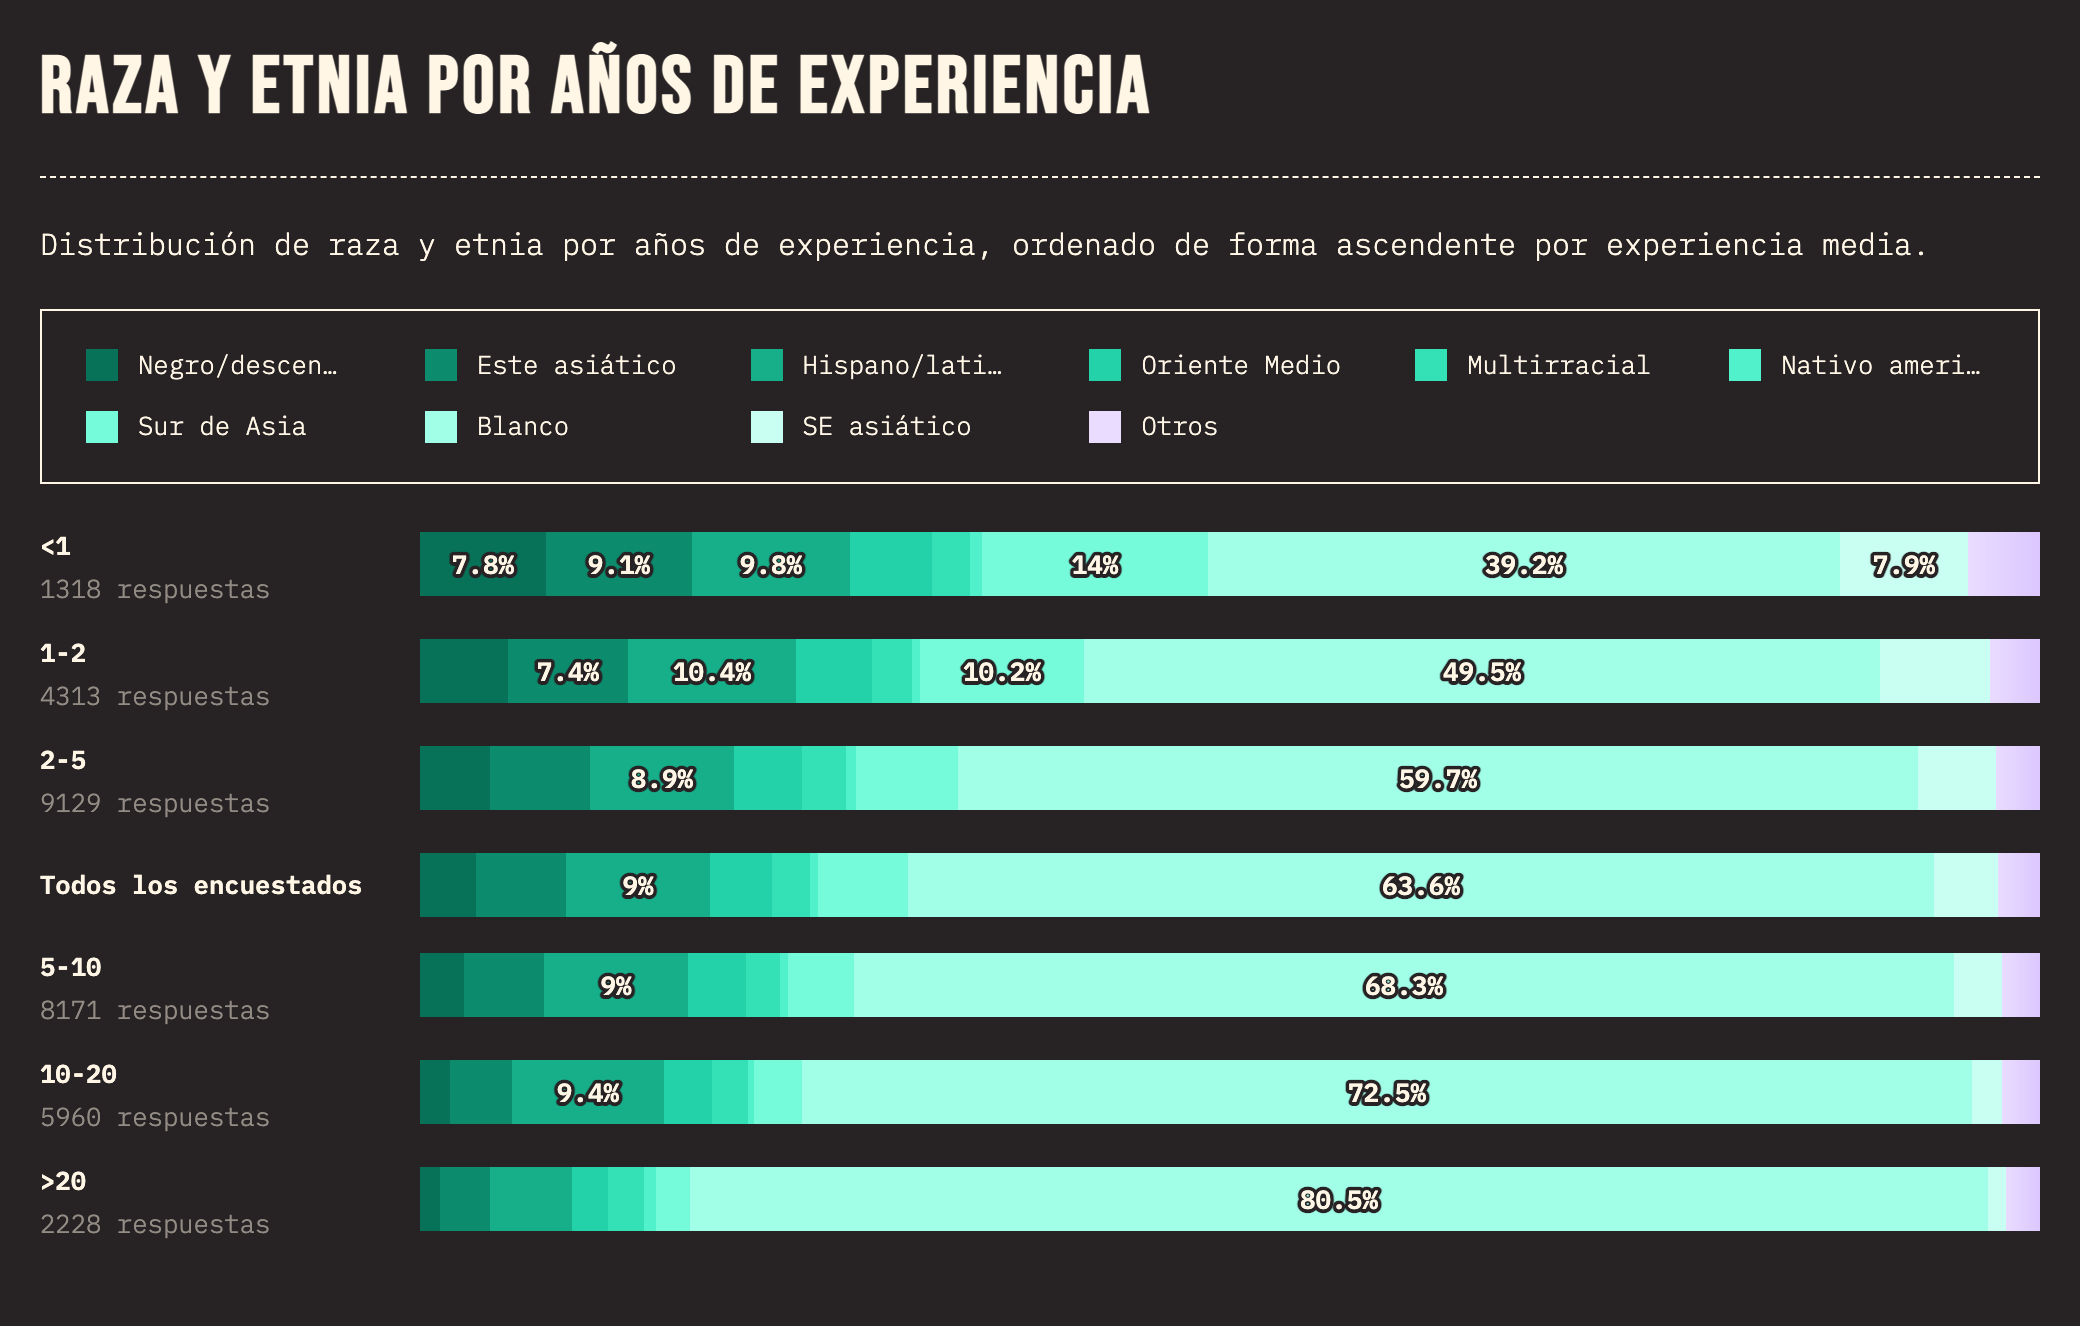 RAZA Y ETNIA POR AÑOS DE EXPERIENCIA
Distribución de raza y etnia por años de experiencia, ordenado de forma ascendente por experiencia media.
Negro/descen… Este asiático Hispano/lati… Oriente Medio Multirracial Nativo ameri…
Sur de Asia Blanco SE asiático Otros
<1
1318 respuestas
7.8% 9.1% 9.8% 14% 39.2% 7.9%
1-2
4313 respuestas
7.4% 10.4% 10.2% 49.5%
2-5
9129 respuestas
8.9% 59.7%
Todos los encuestados
9% 63.6%
5-10
8171 respuestas
9% 68.3%
10-20
5960 respuestas
9.4% 72.5%
>20
2228 respuestas
80.5%